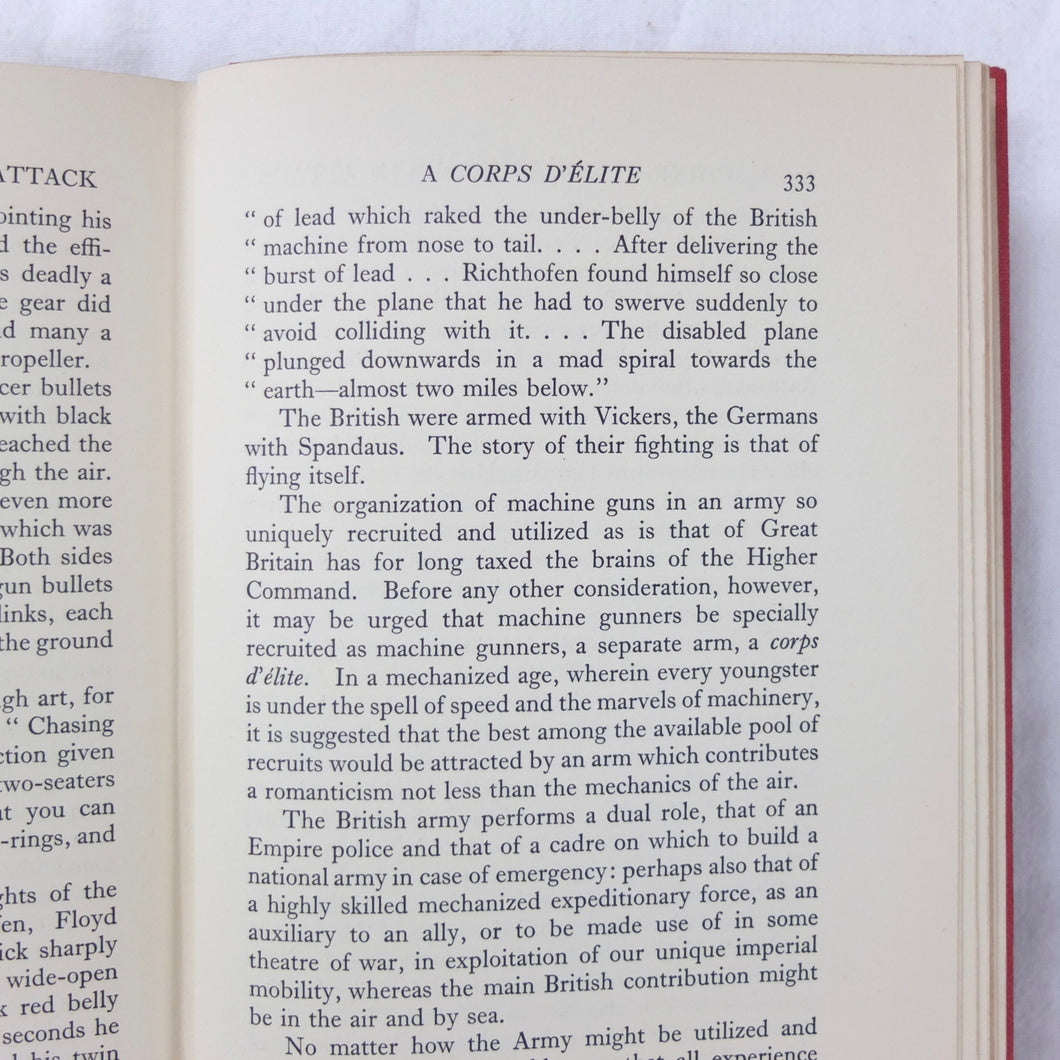 ATTACK
ointing his
d the effi-
s deadly a
e gear did
nd many a
ropeller.
cer bullets
with black
eached the
gh the air.
even more
which was
Both sides
gun bullets
links, each
the ground
gh art, for
" Chasing
ction given
two-seaters
at you can
-rings, and
ghts of the
fen, Floyd
ick sharply
wide-open
k red belly
seconds he
his twin
A CORPS D'ÉLITE 333
" of lead which raked the under-belly of the British
" machine from nose to tail. . . . After delivering the
" burst of lead . . . Richthofen found himself so close
" under the plane that he had to swerve suddenly to
" avoid colliding with it. . . . The disabled plane
" plunged downwards in a mad spiral towards the
" earth—almost two miles below."
The British were armed with Vickers, the Germans
with Spandaus. The story of their fighting is that of
flying itself.
The organization of machine guns in an army so
uniquely recruited and utilized as is that of Great
Britain has for long taxed the brains of the Higher
Command. Before any other consideration, however,
it may be urged that machine gunners be specially
recruited as machine gunners, a separate arm, a corps
d'élite. In a mechanized age, wherein every youngster
is under the spell of speed and the marvels of machinery,
it is suggested that the best among the available pool of
recruits would be attracted by an arm which contributes
a romanticism not less than the mechanics of the air.
The British army performs a dual role, that of an
Empire police and that of a cadre on which to build a
national army in case of emergency: perhaps also that of
a highly skilled mechanized expeditionary force, as an
auxiliary to an ally, or to be made use of in some
theatre of war, in exploitation of our unique imperial
mobility, whereas the main British contribution might
be in the air and by sea.
No matter how the Army might be utilized and
that all experience